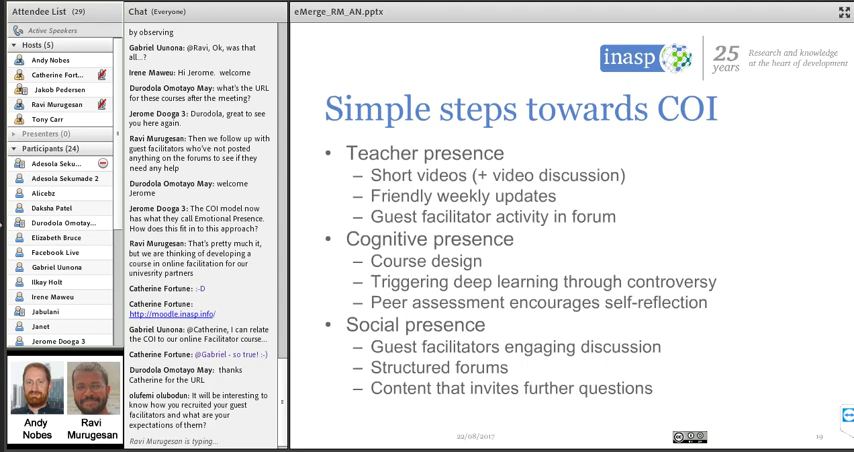 Attendee List (29)
Active Speakers
Hosts (5)
Andy Nobes
Catherine Fort...
Jakob Pedersen
Ravi Murugesan
Tony Carr
Presenters (0)
Participants (24)
Adesola Seku...
Adesola Sekumade 2
Alicebz
Daksha Patel
Durodola Omotay...
Elizabeth Bruce
Facebook Live
Gabriel Uunona
Ilkay Holt
Irene Maweu
Jabulani
Janet
Jerome Dooga 3
Andy
Nobes
Ravi
Murugesan
Chat (Everyone)
by observing
Gabriel Uunona: @Ravi, Ok, was that
all...?
Irene Maweu: Hi Jerome. welcome
Durodola Omotayo May: what's the URL
for these courses after the meeting?
Jerome Dooga 3: Durodola, great to see
you here again.
Ravi Murugesan: Then we follow up with
guest facilitators who've not posted
anything on the forums to see if they
need any help
Durodola Omotayo May: welcome
Jerome
Jerome Dooga 3: The COI model now
has what they call Emotional Presence.
How does this fit in to this approach?
Ravi Murugesan: That's pretty much it,
but we are thinking of developing a
course in online facilitation for our
univesrity partners
Catherine Fortune: :-D
Catherine Fortune:
http://moodle.inasp.info/
Gabriel Uunona: @Catherine, I can relate
the COI to our online Facilitator course...
Catherine Fortune: @Gabriel - so true! :-)
Durodola Omotayo May: thanks
Catherine for the URL
olufemi olubodun: It will be interesting to
know how you recruited your guest
facilitators and what are your
expectations of them?
Ravi Murugesan is typing...
eMerge_RM_AN.pptx
inasp
25
years
Research and knowledge
at the heart of development
Simple steps towards COI
• Teacher presence
– Short videos (+ video discussion)
– Friendly weekly updates
– Guest facilitator activity in forum
• Cognitive presence
– Course design
– Triggering deep learning through controversy
– Peer assessment encourages self-reflection
• Social presence
– Guest facilitators engaging discussion
– Structured forums
– Content that invites further questions
22/08/2017
19